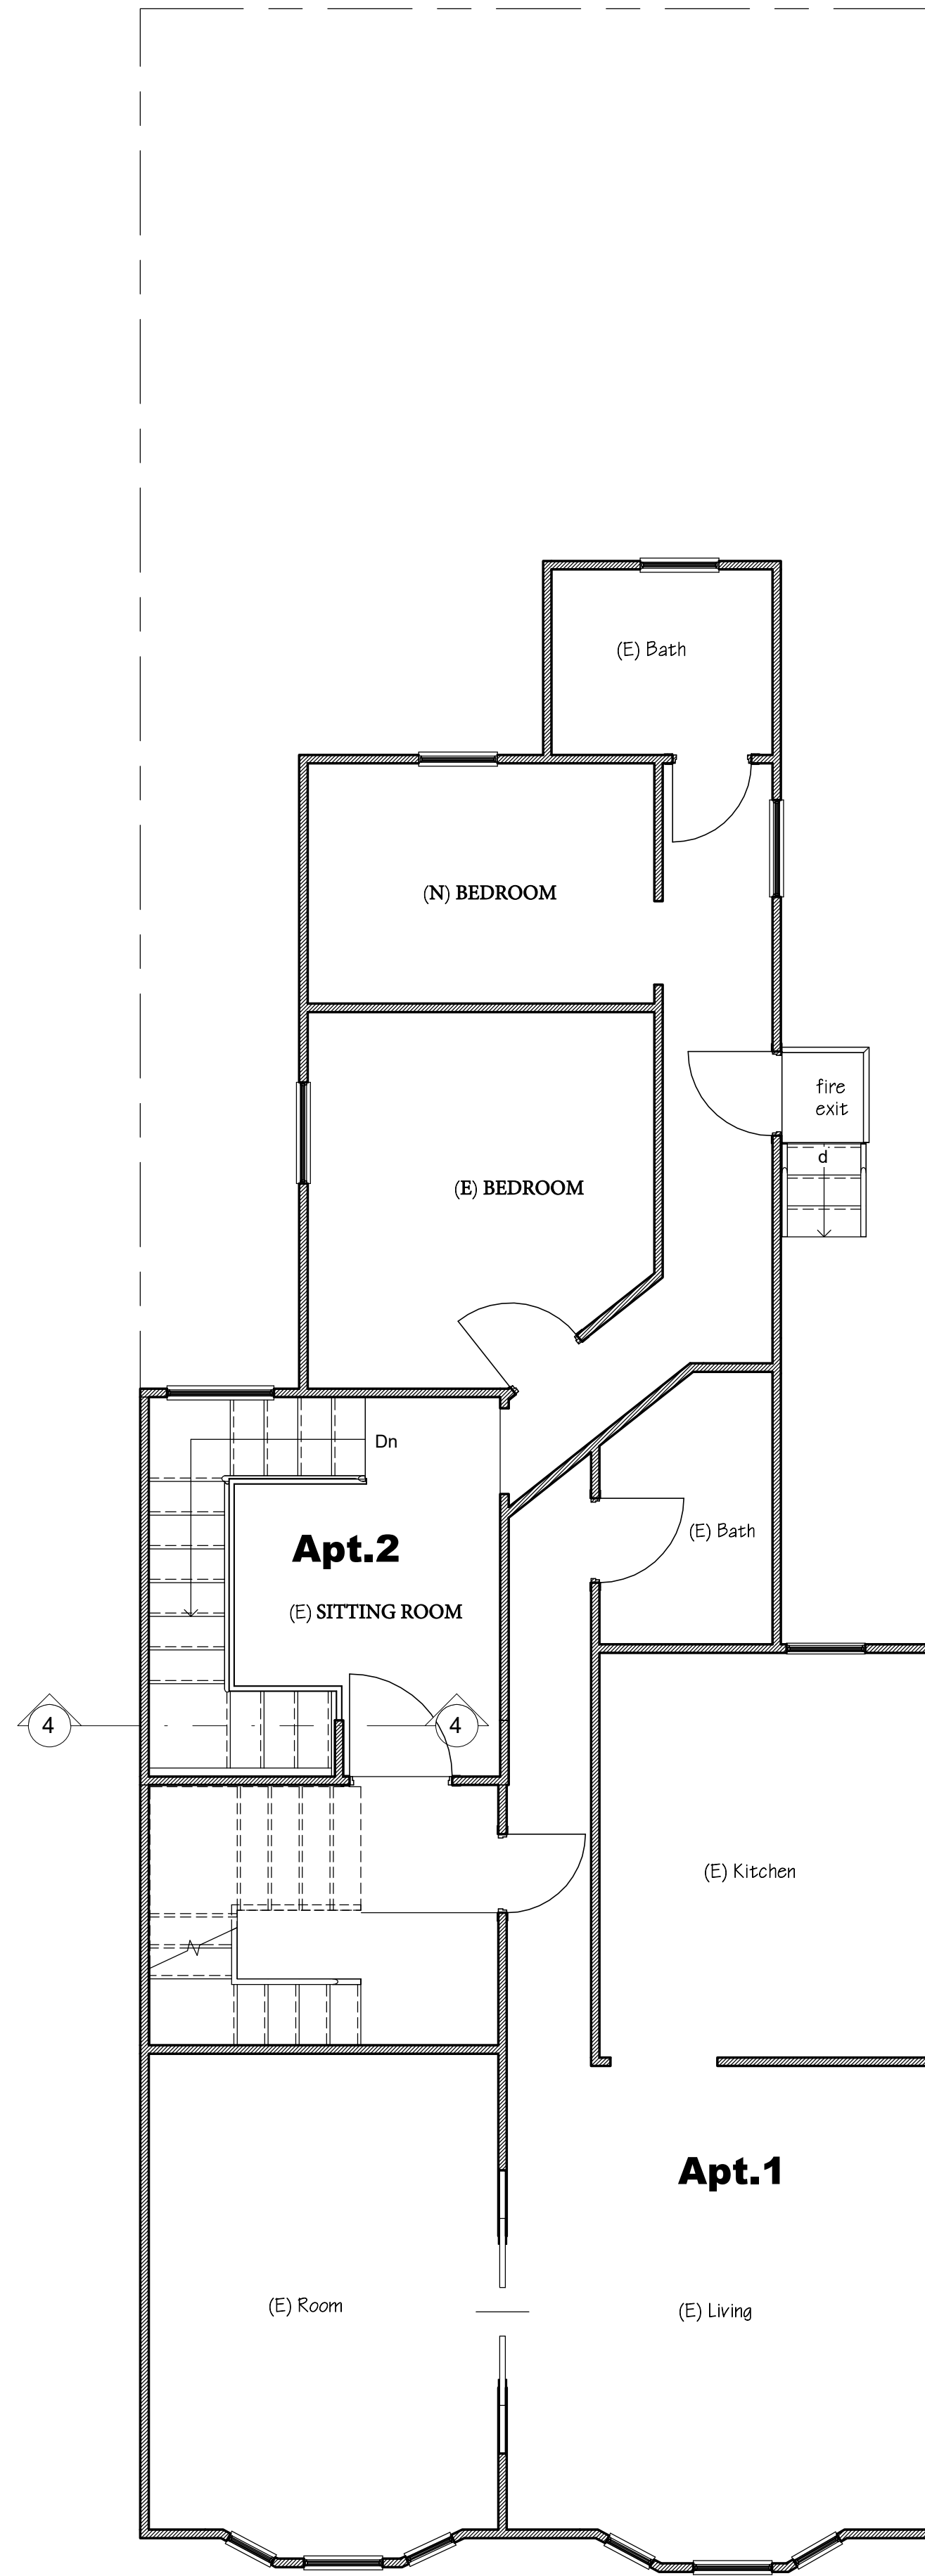 (E) Bath
(N) BEDROOM
fire
exit
d
(E) BEDROOM
Dn
Apt.2
(E) Bath
(E) SITTING ROOM
4
4
(E) Kitchen
Apt.1
(E) Room
(E) Living